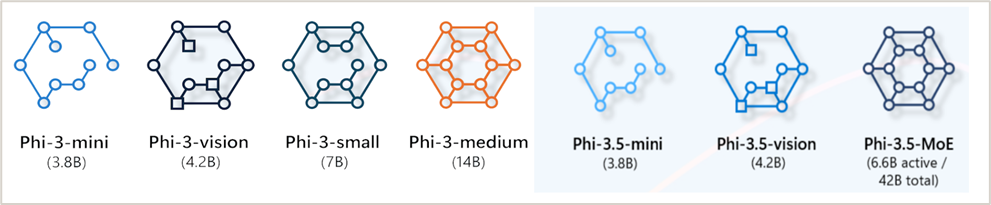 Phi-3-mini
(3.8B)
Phi-3-vision
(4.2B)
Phi-3-small
(7B)
Phi-3-medium
(14B)
Phi-3.5-mini
(3.8B)
Phi-3.5-vision
(4.2B)
Phi-3.5-MoE
(6.6B active /
42B total)